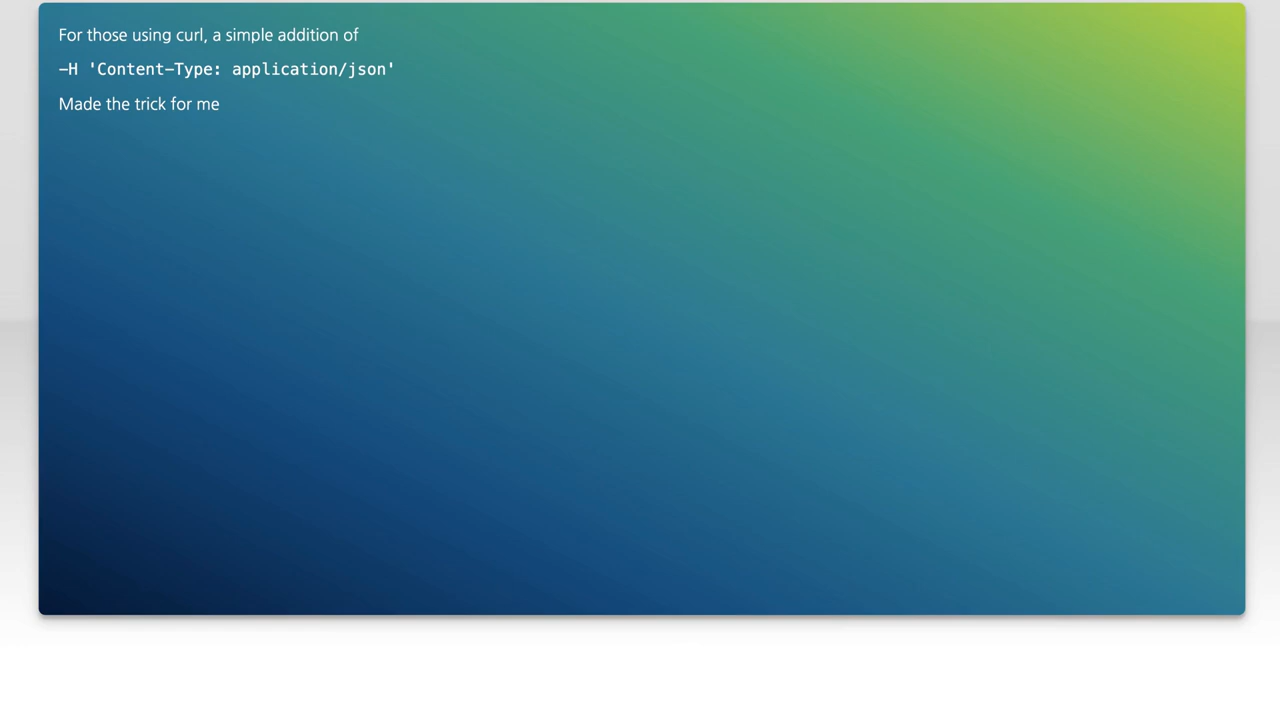 For those using curl, a simple addition of
-H 'Content-Type: application/json'
Made the trick for me